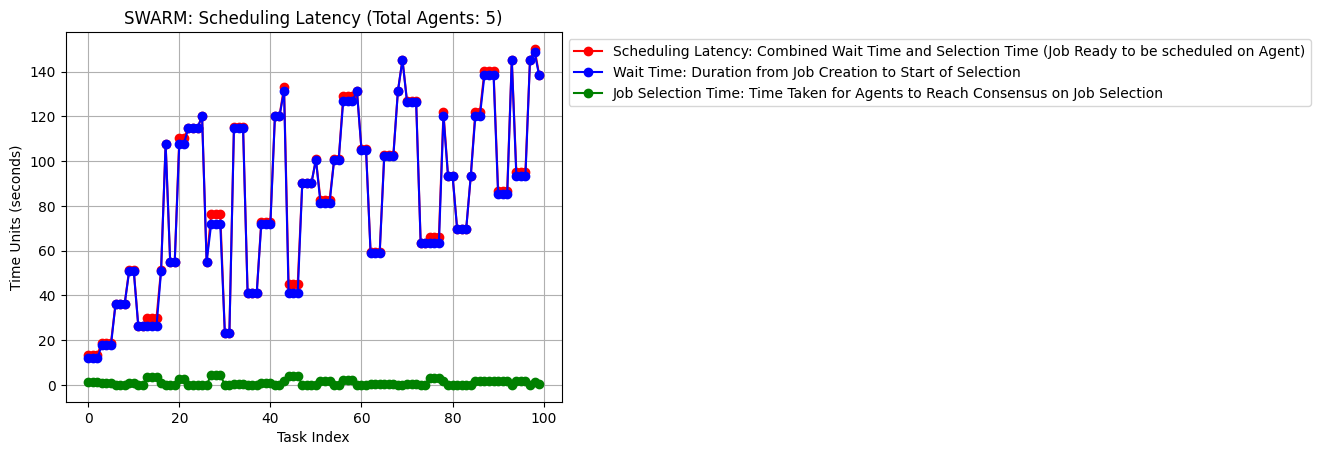 SWARM: Scheduling Latency (Total Agents: 5)
Scheduling Latency: Combined Wait Time and Selection Time (Job Ready to be scheduled on Agent)
Wait Time: Duration from Job Creation to Start of Selection
Job Selection Time: Time Taken for Agents to Reach Consensus on Job Selection
Time Units (seconds)
140
120
100
80
60
40
20
0
0 20 40 60 80 100
Task Index